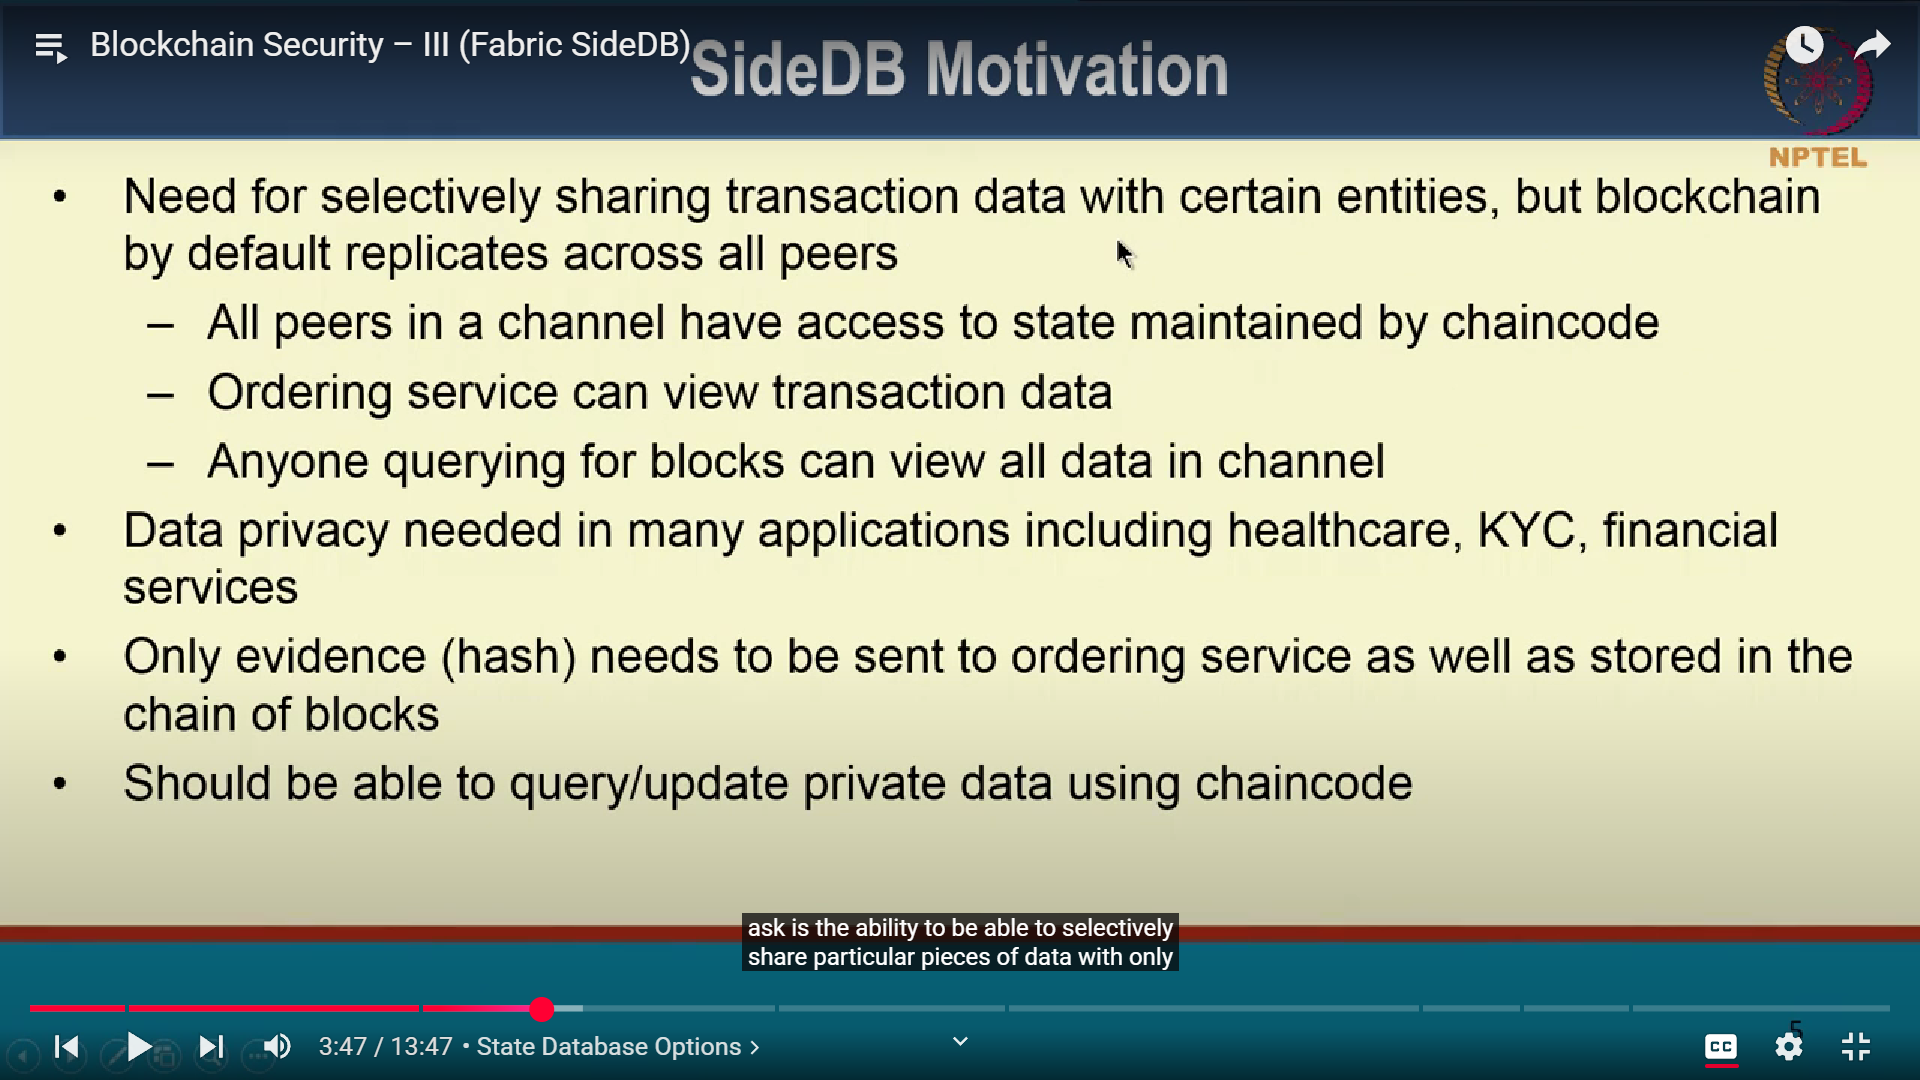 Blockchain Security – III (Fabric SideDB)
SideDB Motivation
NPTEL
• Need for selectively sharing transaction data with certain entities, but blockchain
by default replicates across all peers
– All peers in a channel have access to state maintained by chaincode
– Ordering service can view transaction data
– Anyone querying for blocks can view all data in channel
• Data privacy needed in many applications including healthcare, KYC, financial
services
• Only evidence (hash) needs to be sent to ordering service as well as stored in the
chain of blocks
• Should be able to query/update private data using chaincode
ask is the ability to be able to selectively
share particular pieces of data with only
5
3:47 / 13:47 • State Database Options >
CC